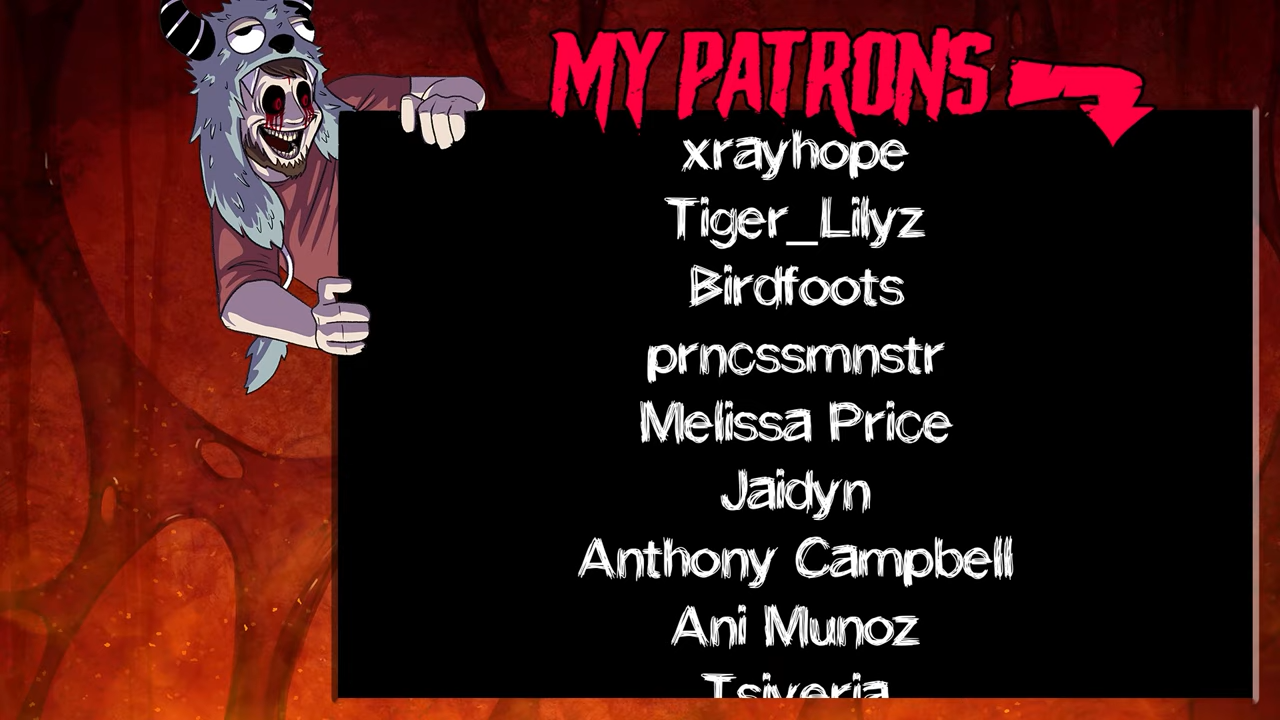 MY PATRONS
xrayhope
Tiger_Lilyz
Birdfoots
prncssmnstr
Melissa Price
Jaidyn
Anthony Campbell
Ani Munoz